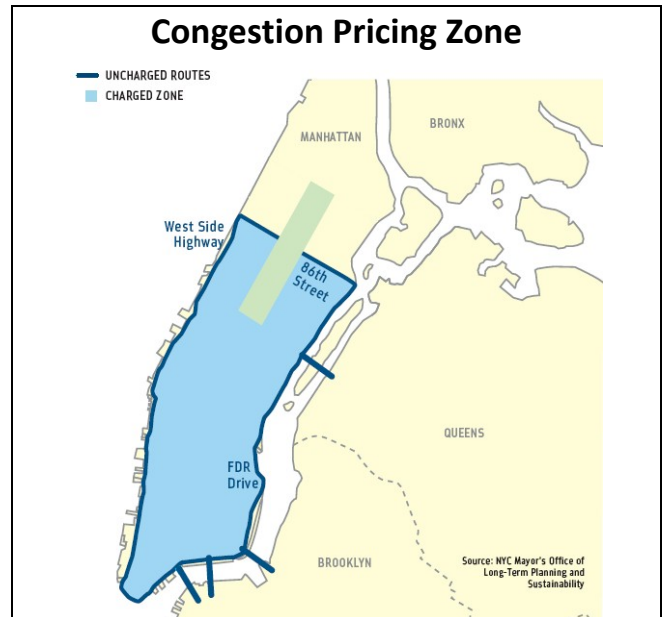 Congestion Pricing Zone
UNCHARGED ROUTES
CHARGED ZONE
BRONX
MANHATTAN
West Side
Highway
86th
Street
QUEENS
FDR
Drive
BROOKLYN
Source: NYC Mayor's Office of
Long-Term Planning and
Sustainability